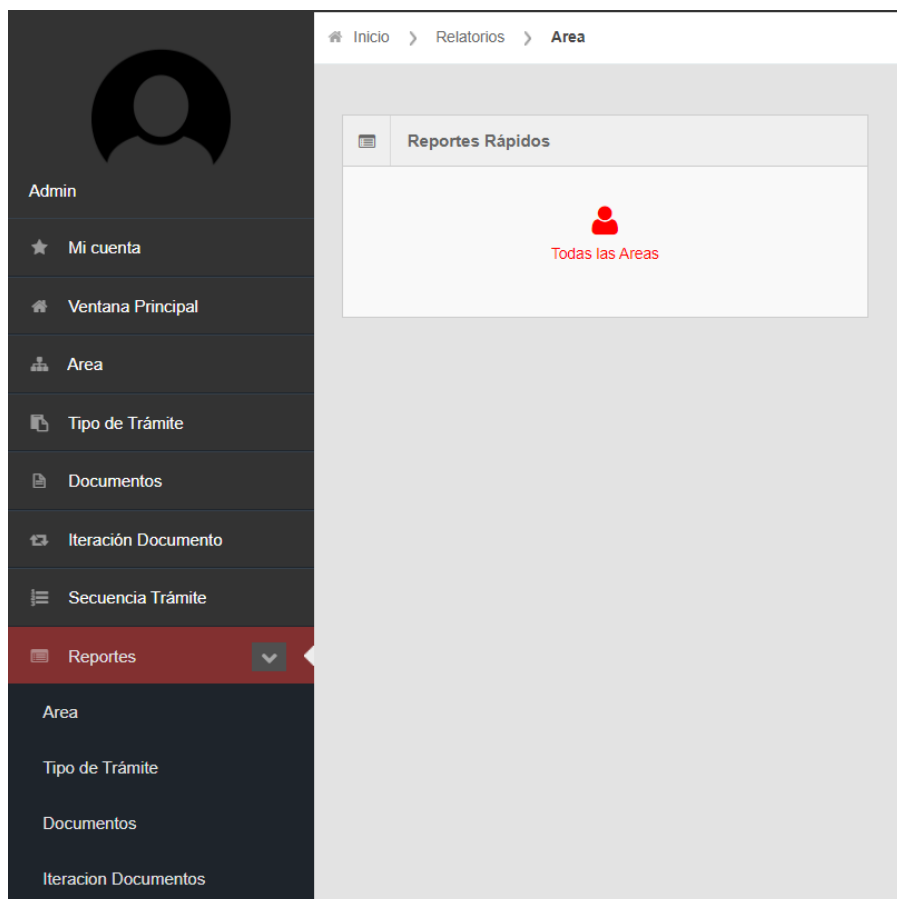 Inicio > Relatorios > Area
Reportes Rápidos
Todas las Areas
Admin
Mi cuenta
Ventana Principal
Area
Tipo de Trámite
Documentos
Iteración Documento
Secuencia Trámite
Reportes
Area
Tipo de Trámite
Documentos
Iteracion Documentos